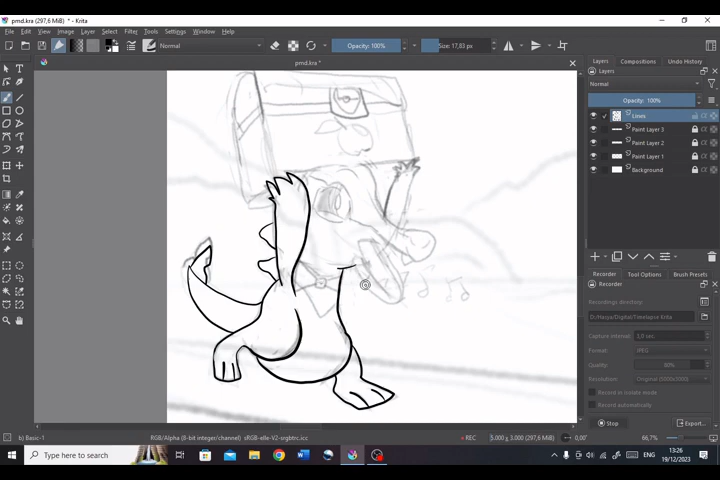 pmd.kra (297,6 MiB) * - Krita
File Edit View Image Layer Select Filter Tools Settings Window Help
Normal Opacity: 100% Size: 17,83 px
pmd.kra *
Layers Compositions Undo History
Layers
Normal
Opacity: 100%
Lines
Paint Layer 3
Paint Layer 2
Paint Layer 1
Background
Recorder Tool Options Brush Presets
Recorder
Recordings directory:
D:/Hasya/Digital/Timelapse Krita
Capture interval:
Format: JPEG
Quality: 80%
Resolution: Original (5000x3000)
Record in isolate mode
Record automatically
Stop Export...
b) Basic-1 RGB/Alpha (8-bit integer/channel) sRGB-elle-V2-srgbtrc.icc REC 5.000 x 3.000 (297,6 MiB) 0,00° 66,7%
Type here to search ENG 13:26
19/12/2023